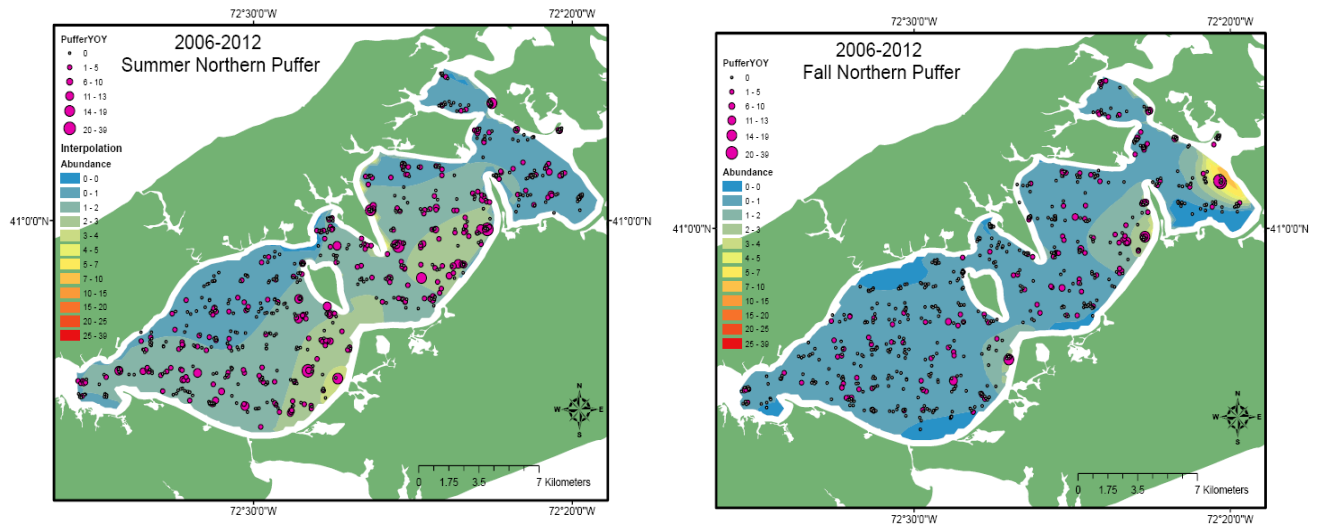 72°30'0"W
72°20'0"W
2006-2012
Summer Northern Puffer
PufferYOY
0
1 - 5
6 - 10
11 - 13
14 - 19
20 - 39
Interpolation
Abundance
0 - 0
0 - 1
1 - 2
2 - 3
3 - 4
4 - 5
5 - 7
7 - 10
10 - 15
15 - 20
20 - 25
25 - 39
41°0'0"N
N
W
E
S
0
1.75
3.5
7 Kilometers
72°30'0"W
72°20'0"W
72°30'0"W
72°20'0"W
2006-2012
Fall Northern Puffer
PufferYOY
0
1 - 5
6 - 10
11 - 13
14 - 19
20 - 39
Abundance
0 - 0
0 - 1
1 - 2
2 - 3
3 - 4
4 - 5
5 - 7
7 - 10
10 - 15
15 - 20
20 - 25
25 - 39
41°0'0"N
41°0'0"N
N
W
E
S
0
1.75
3.5
7 Kilometers
72°30'0"W
72°20'0"W